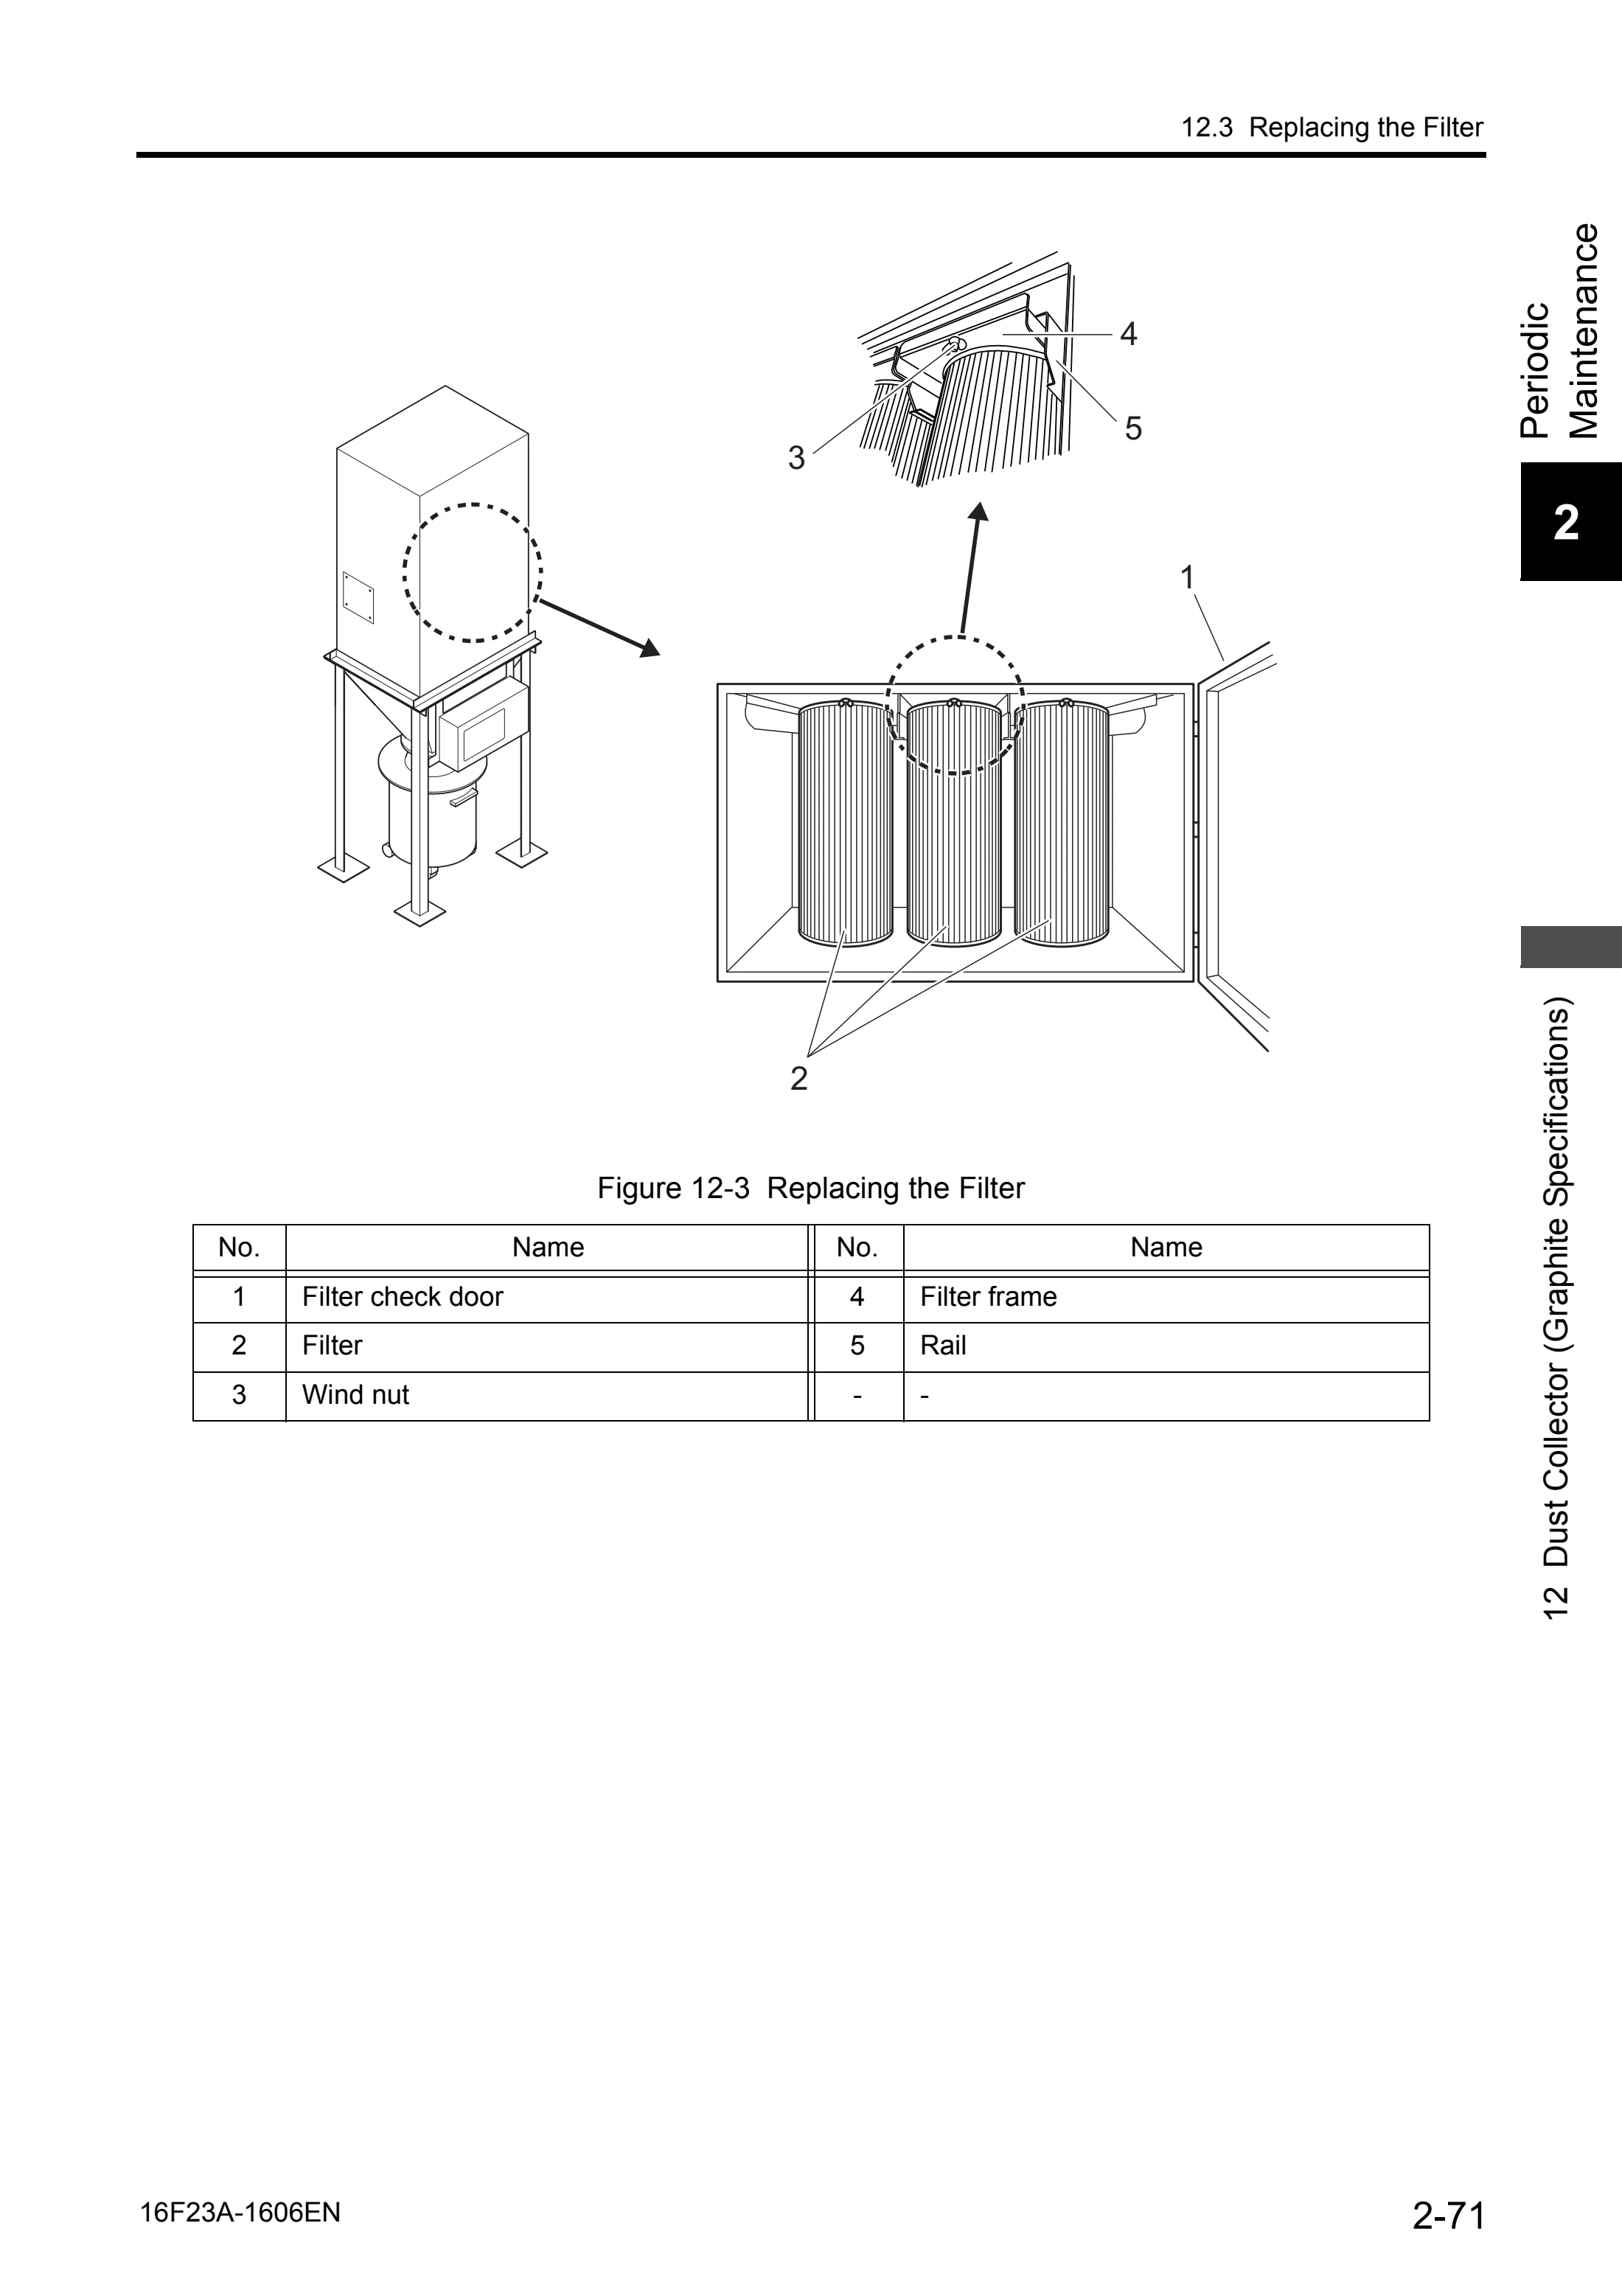 12.3 Replacing the Filter
Periodic
Maintenance
2
12 Dust Collector (Graphite Specifications)
4
5
3
1
2
Figure 12-3 Replacing the Filter
No. Name No. Name
1 Filter check door 4 Filter frame
2 Filter 5 Rail
3 Wind nut - -
16F23A-1606EN
2-71